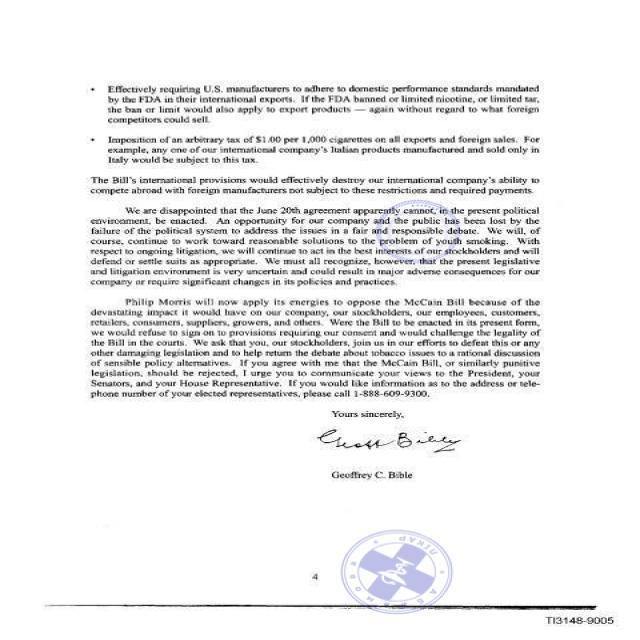 • Effectively requiring U.S. manufacturers to adhere to domestic performance standards mandated
by the FDA in their international exports. If the FDA banned or limited nicotine, or limited tar,
the ban or limit would also apply to export products — again without regard to what foreign
competitors could sell.
• Imposition of an arbitrary tax of $1.00 per 1,000 cigarettes on all exports and foreign sales. For
example, any one of our international company's Italian products manufactured and sold only in
Italy would be subject to this tax.
The Bill's international provisions would effectively destroy our international company's ability to
compete abroad with foreign manufacturers not subject to these restrictions and required payments.
We are disappointed that the June 20th agreement apparently cannot, in the present political
environment, be enacted. An opportunity for our company and the public has been lost by the
failure of the political system to address the issues in a fair and responsible debate. We will, of
course, continue to work toward reasonable solutions to the problem of youth smoking. With
respect to ongoing litigation, we will continue to act in the best interests of our stockholders and will
defend or settle suits as appropriate. We must all recognize, however, that the present legislative
and litigation environment is very uncertain and could result in major adverse consequences for our
company or require significant changes in its policies and practices.
Philip Morris will now apply its energies to oppose the McCain Bill because of the
devastating impact it would have on our company, our stockholders, our employees, customers,
retailers, consumers, suppliers, growers, and others. Were the Bill to be enacted in its present form,
we would refuse to sign on to provisions requiring our consent and would challenge the legality of
the Bill in the courts. We ask that you, our stockholders, join us in our efforts to defeat this or any
other damaging legislation and to help return the debate about tobacco issues to a rational discussion
of sensible policy alternatives. If you agree with me that the McCain Bill, or similarly punitive
legislation, should be rejected, I urge you to communicate your views to the President, your
Senators, and your House Representative. If you would like information as to the address or tele-
phone number of your elected representatives, please call 1-888-609-9300.
Yours sincerely,
Geoff Bible
Geoffrey C. Bible
4
TI3148-9005